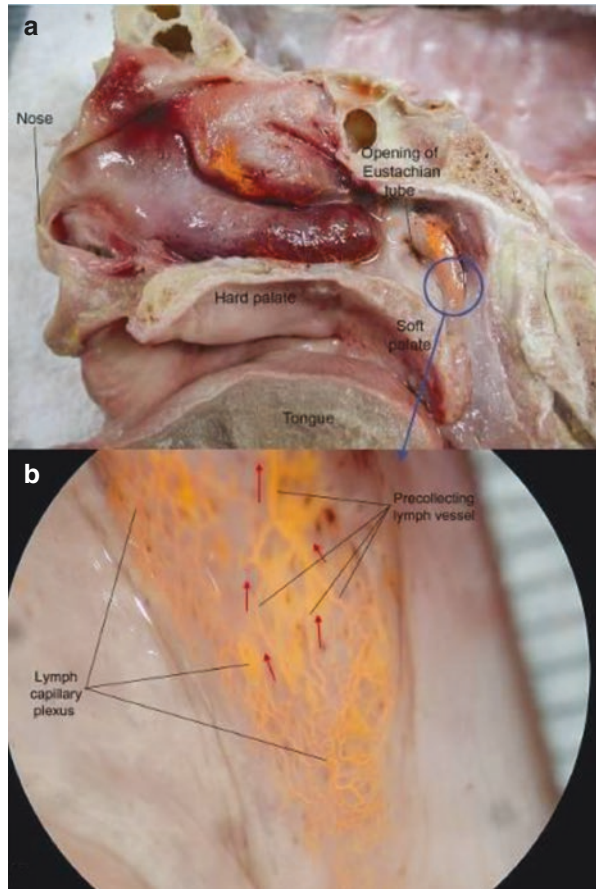 a
Nose
Opening of
Eustachian
tube
Hard palate
Soft
palate
Tongue
b
Precollecting
lymph vessel
Lymph
capillary
plexus